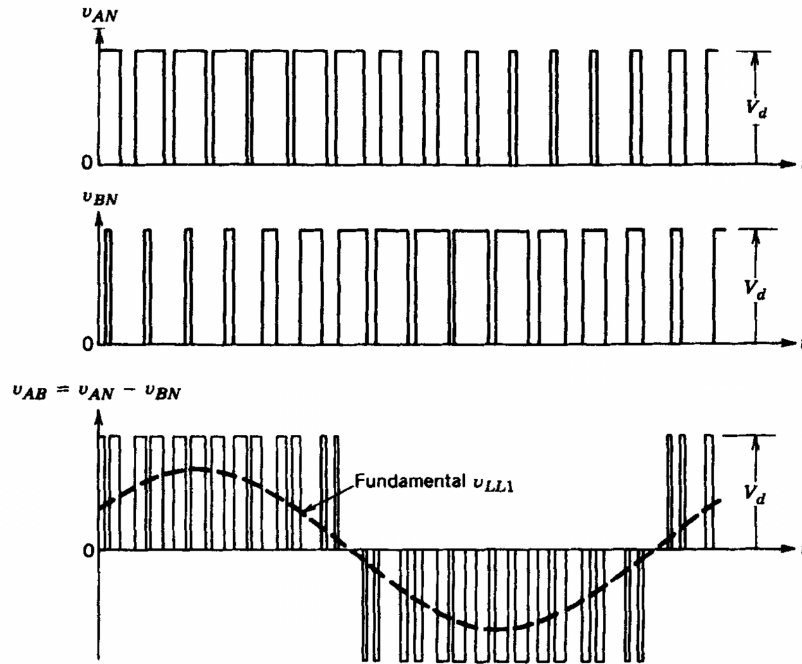 v_AN
V_d
0
t
v_BN
V_d
0
t
v_AB = v_AN − v_BN
Fundamental v_LL1
V_d
0
t